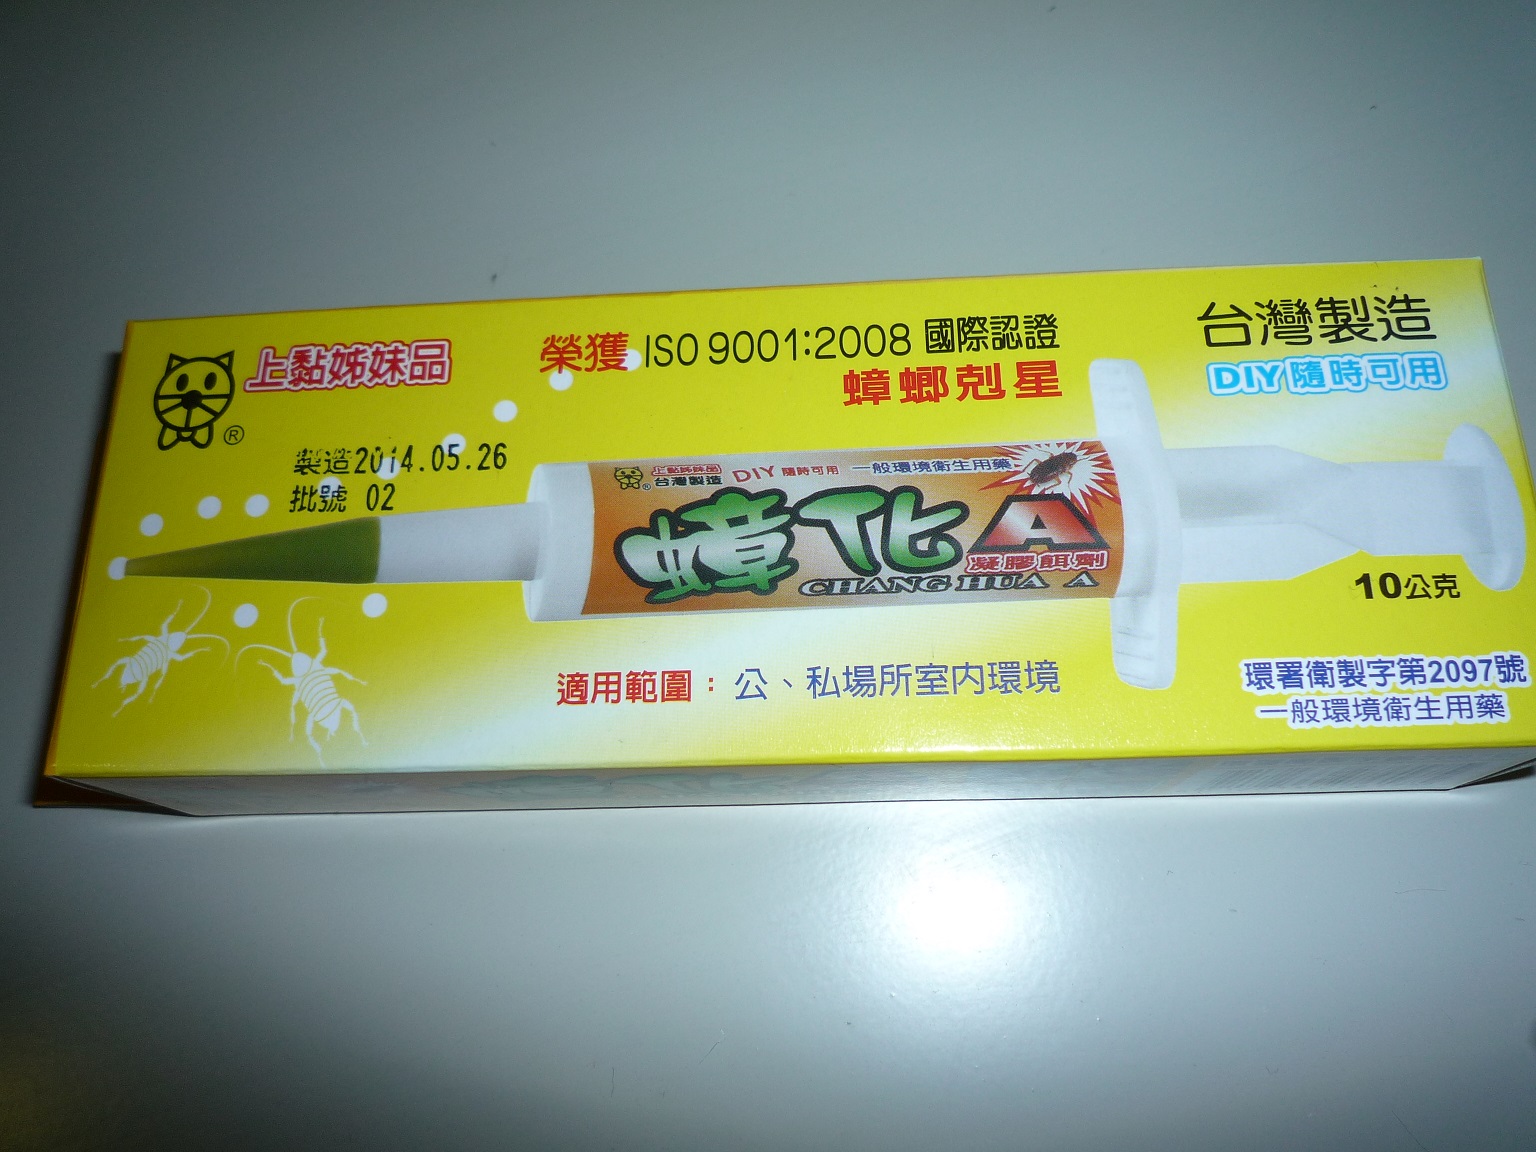 上黏姊妹品
®
榮獲 ISO 9001:2008 國際認證
蟑螂剋星
台灣製造
DIY 隨時可用
製造2014.05.26
批號 02
上黏姊妹品
®台灣製造
DIY 隨時可用
一般環境衛生用藥
蟑化A
凝膠餌劑
CHANG HUA A
10公克
適用範圍：公、私場所室內環境
環署衛製字第2097號
一般環境衛生用藥